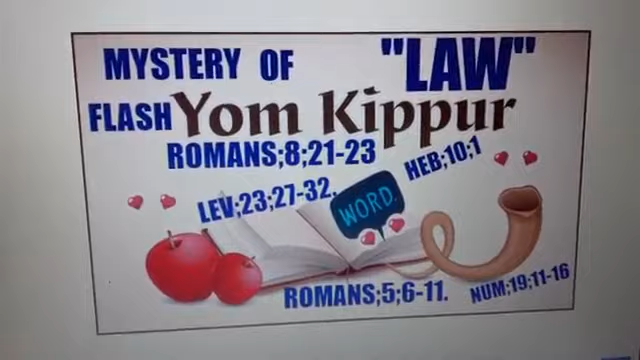 MYSTERY OF "LAW"
FLASH Yom Kippur
ROMANS;8;21-23
HEB;10;1
LEV;23;27-32.
WORD.
ROMANS;5;6-11.
NUM;19;11-16